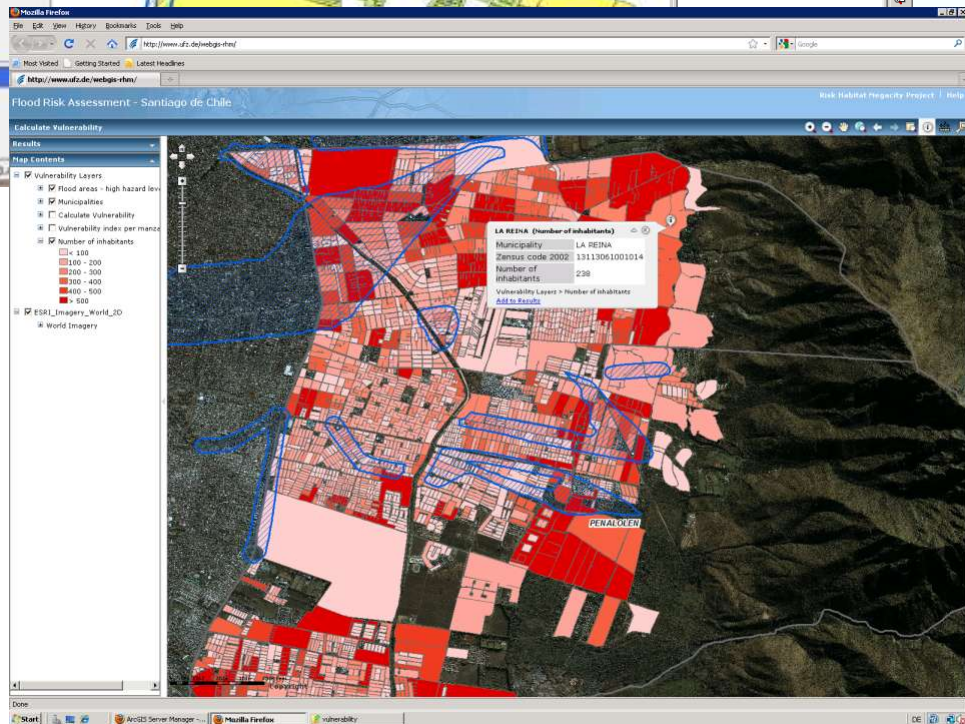 Mozilla Firefox
File Edit View History Bookmarks Tools Help
http://www.ufz.de/webgis-rhm/
Google
Most Visited Getting Started Latest Headlines
http://www.ufz.de/webgis-rhm/
Flood Risk Assessment - Santiago de Chile
Risk Habitat Megacity Project | Help
Calculate Vulnerability
Results
Map Contents
Vulnerability Layers
Flood areas - high hazard leve
Municipalities
Calculate Vulnerability
Vulnerability index per manza
Number of inhabitants
< 100
100 - 200
200 - 300
300 - 400
400 - 500
> 500
ESRI_Imagery_World_2D
World Imagery
LA REINA (Number of inhabitants)
Municipality LA REINA
Zensus code 2002 13113061001014
Number of
inhabitants 238
Vulnerability Layers > Number of inhabitants
Add to Results
PENALOLEN
Copyright
Done
Start
ArcGIS Server Manager -...
Mozilla Firefox
vulnerability
DE